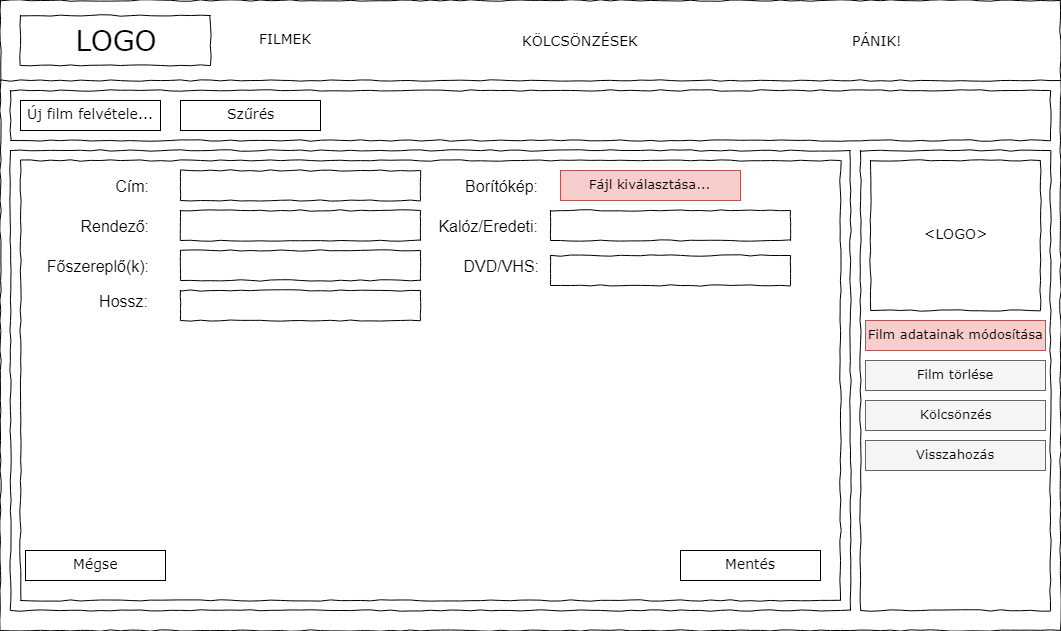 LOGO
FILMEK
KÖLCSÖNZÉSEK
PÁNIK!
Új film felvétele...
Szűrés
Cím:
Borítókép:
Fájl kiválasztása...
Rendező:
Kalóz/Eredeti:
Főszereplő(k):
DVD/VHS:
Hossz:
Mégse
Mentés
<LOGO>
Film adatainak módosítása
Film törlése
Kölcsönzés
Visszahozás